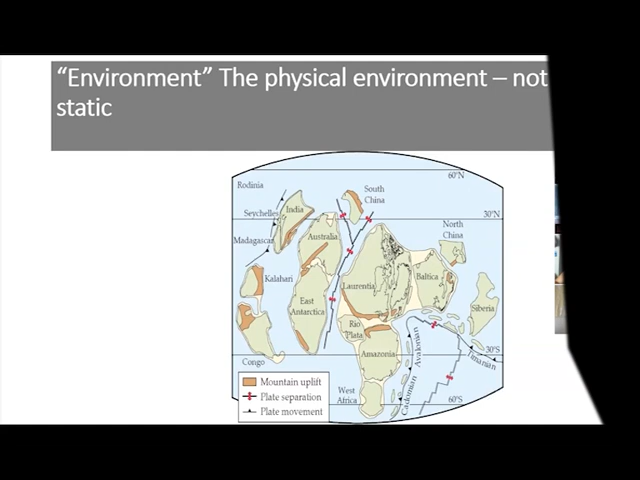 “Environment” The physical environment – not
static
60°N
Rodinia
South
China
Seychelles
India
30°N
North
China
Madagascar
Australia
Kalahari
Baltica
Laurentia
East
Antarctica
Siberia
Rio
Plata
Avalonian
Timanian
30°S
Congo
Amazonia
West
Africa
Cadomian
60°S
Mountain uplift
Plate separation
Plate movement